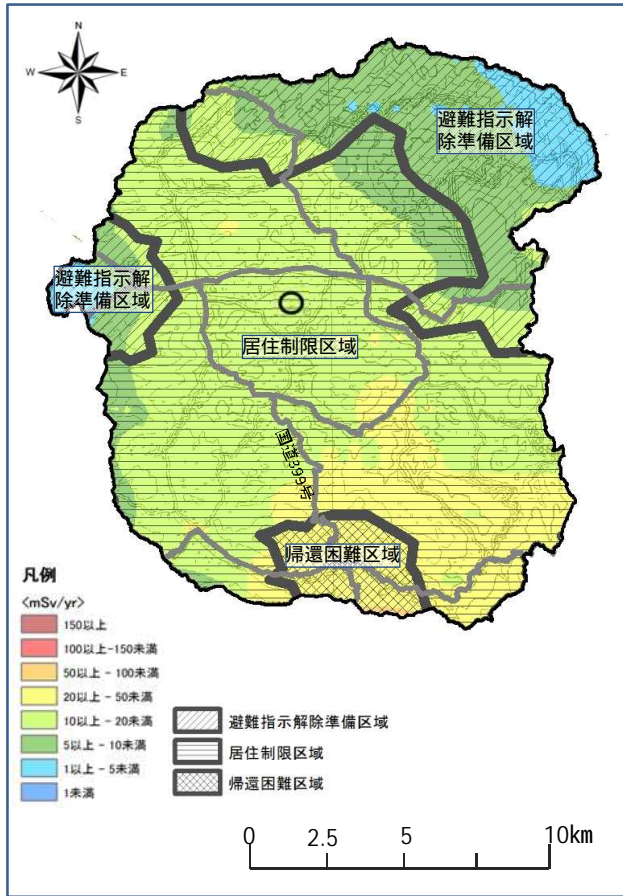 N
W
E
S
避難指示解
除準備区域
避難指示解
除準備区域
居住制限区域
国道399号
帰還困難区域
凡例
<mSv/yr>
150以上
100以上-150未満
50以上 - 100未満
20以上 - 50未満
10以上 - 20未満
5以上 - 10未満
1以上 - 5未満
1未満
避難指示解除準備区域
居住制限区域
帰還困難区域
0 2.5 5 10km